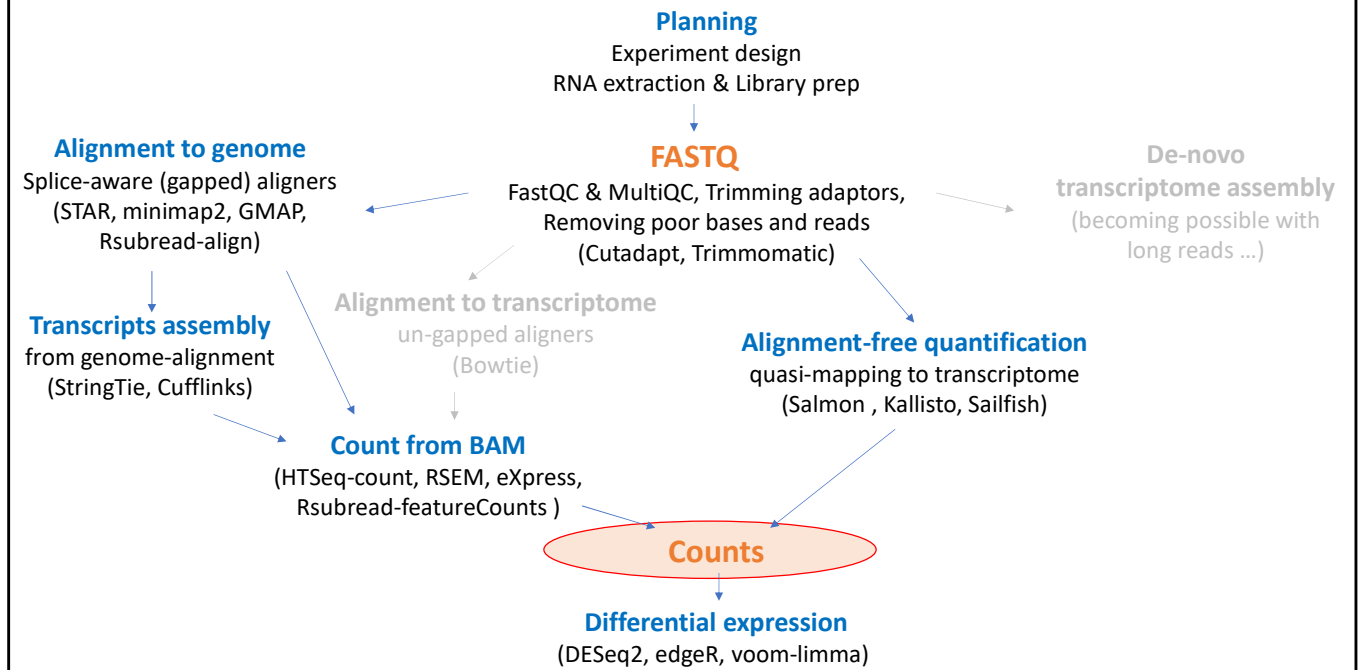 Planning
Experiment design
RNA extraction & Library prep
Alignment to genome
Splice-aware (gapped) aligners
(STAR, minimap2, GMAP,
Rsubread-align)
FASTQ
FastQC & MultiQC, Trimming adaptors,
Removing poor bases and reads
(Cutadapt, Trimmomatic)
De-novo
transcriptome assembly
(becoming possible with
long reads ...)
Transcripts assembly
from genome-alignment
(StringTie, Cufflinks)
Alignment to transcriptome
un-gapped aligners
(Bowtie)
Alignment-free quantification
quasi-mapping to transcriptome
(Salmon , Kallisto, Sailfish)
Count from BAM
(HTSeq-count, RSEM, eXpress,
Rsubread-featureCounts )
Counts
Differential expression
(DESeq2, edgeR, voom-limma)